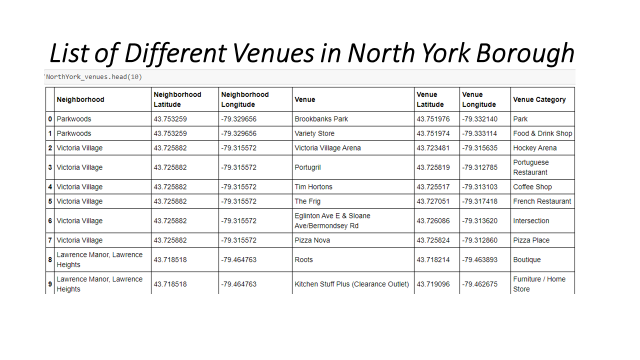 List of Different Venues in North York Borough
NorthYork_venues.head(10)
Neighborhood Neighborhood Latitude Neighborhood Longitude Venue Venue Latitude Venue Longitude Venue Category
0 Parkwoods 43.753259 -79.329656 Brookbanks Park 43.751976 -79.332140 Park
1 Parkwoods 43.753259 -79.329656 Variety Store 43.751974 -79.333114 Food & Drink Shop
2 Victoria Village 43.725882 -79.315572 Victoria Village Arena 43.723481 -79.315635 Hockey Arena
3 Victoria Village 43.725882 -79.315572 Portugril 43.725819 -79.312785 Portuguese Restaurant
4 Victoria Village 43.725882 -79.315572 Tim Hortons 43.725517 -79.313103 Coffee Shop
5 Victoria Village 43.725882 -79.315572 The Frig 43.727051 -79.317418 French Restaurant
6 Victoria Village 43.725882 -79.315572 Eglinton Ave E & Sloane Ave/Bermondsey Rd 43.726086 -79.313620 Intersection
7 Victoria Village 43.725882 -79.315572 Pizza Nova 43.725824 -79.312860 Pizza Place
8 Lawrence Manor, Lawrence Heights 43.718518 -79.464763 Roots 43.718214 -79.463893 Boutique
9 Lawrence Manor, Lawrence Heights 43.718518 -79.464763 Kitchen Stuff Plus (Clearance Outlet) 43.719096 -79.462675 Furniture / Home Store